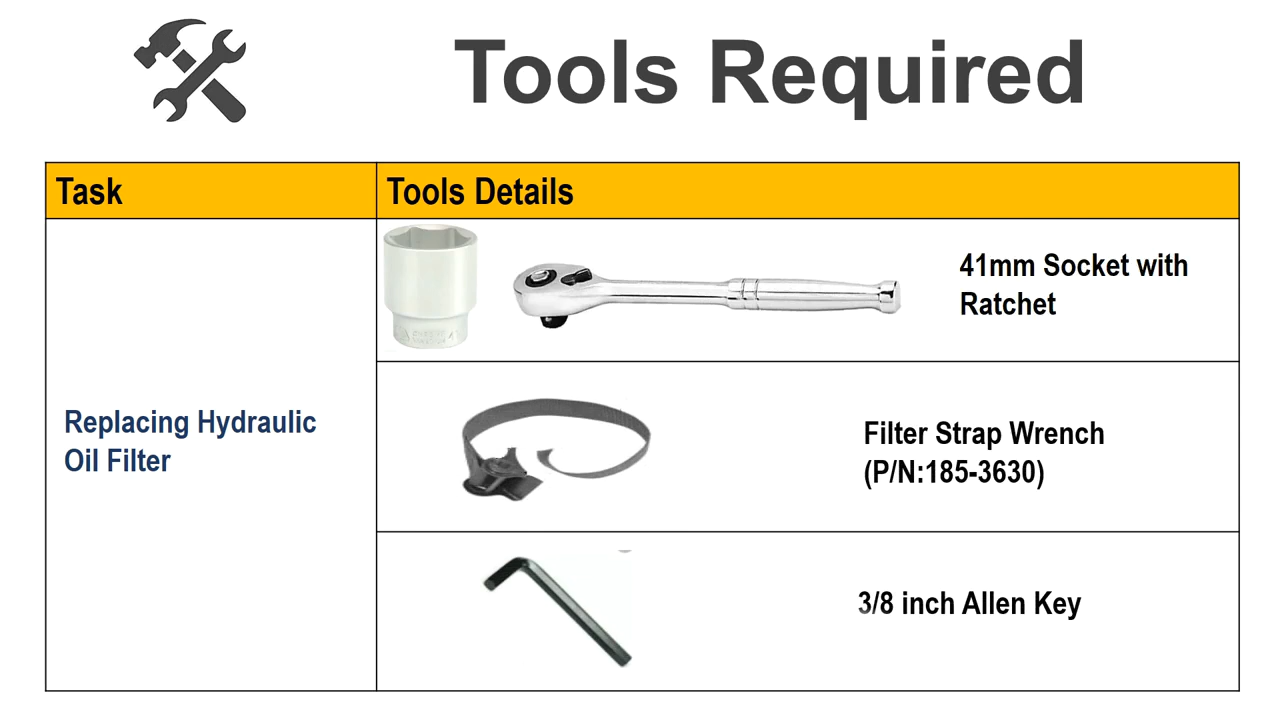 Tools Required
Task
Tools Details
41mm Socket with
Ratchet
Replacing Hydraulic
Oil Filter
Filter Strap Wrench
(P/N:185-3630)
3/8 inch Allen Key